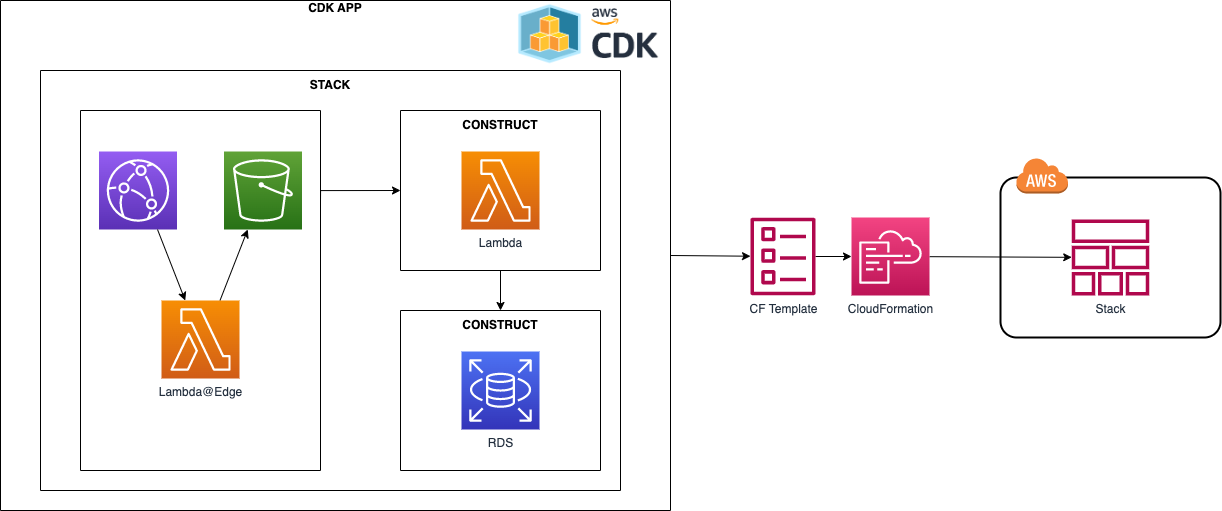 CDK APP
aws
CDK
STACK
CONSTRUCT
Lambda
Lambda@Edge
CONSTRUCT
RDS
CF Template
CloudFormation
AWS
Stack